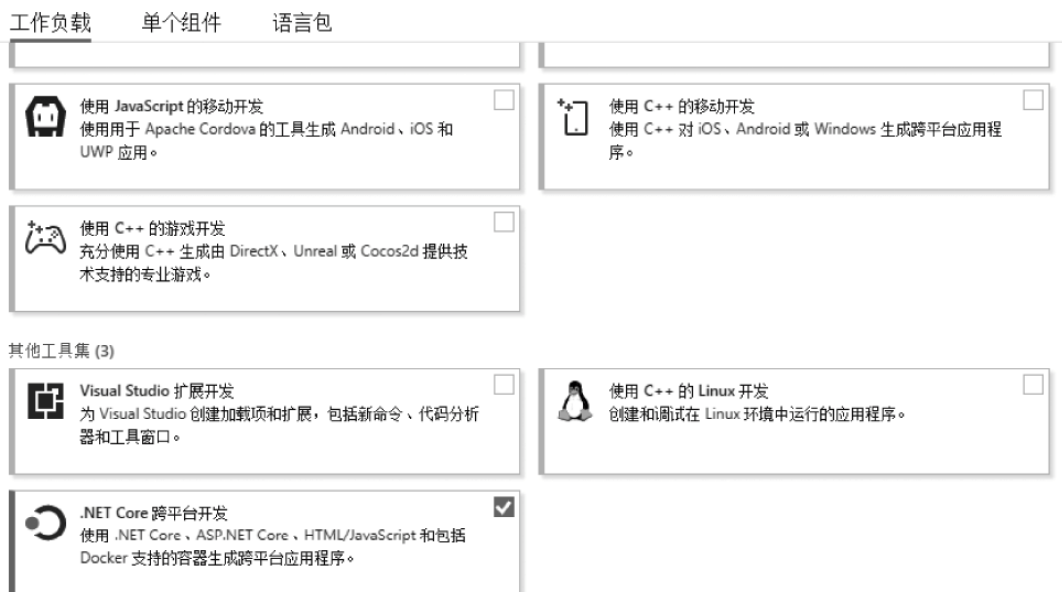 工作负载 单个组件 语言包
使用 JavaScript 的移动开发
使用用于 Apache Cordova 的工具生成 Android、iOS 和
UWP 应用。
使用 C++ 的移动开发
使用 C++ 对 iOS、Android 或 Windows 生成跨平台应用程
序。
使用 C++ 的游戏开发
充分使用 C++ 生成由 DirectX、Unreal 或 Cocos2d 提供技
术支持的专业游戏。
其他工具集 (3)
Visual Studio 扩展开发
为 Visual Studio 创建加载项和扩展，包括新命令、代码分析
器和工具窗口。
使用 C++ 的 Linux 开发
创建和调试在 Linux 环境中运行的应用程序。
.NET Core 跨平台开发
使用 .NET Core、ASP.NET Core、HTML/JavaScript 和包括
Docker 支持的容器生成跨平台应用程序。